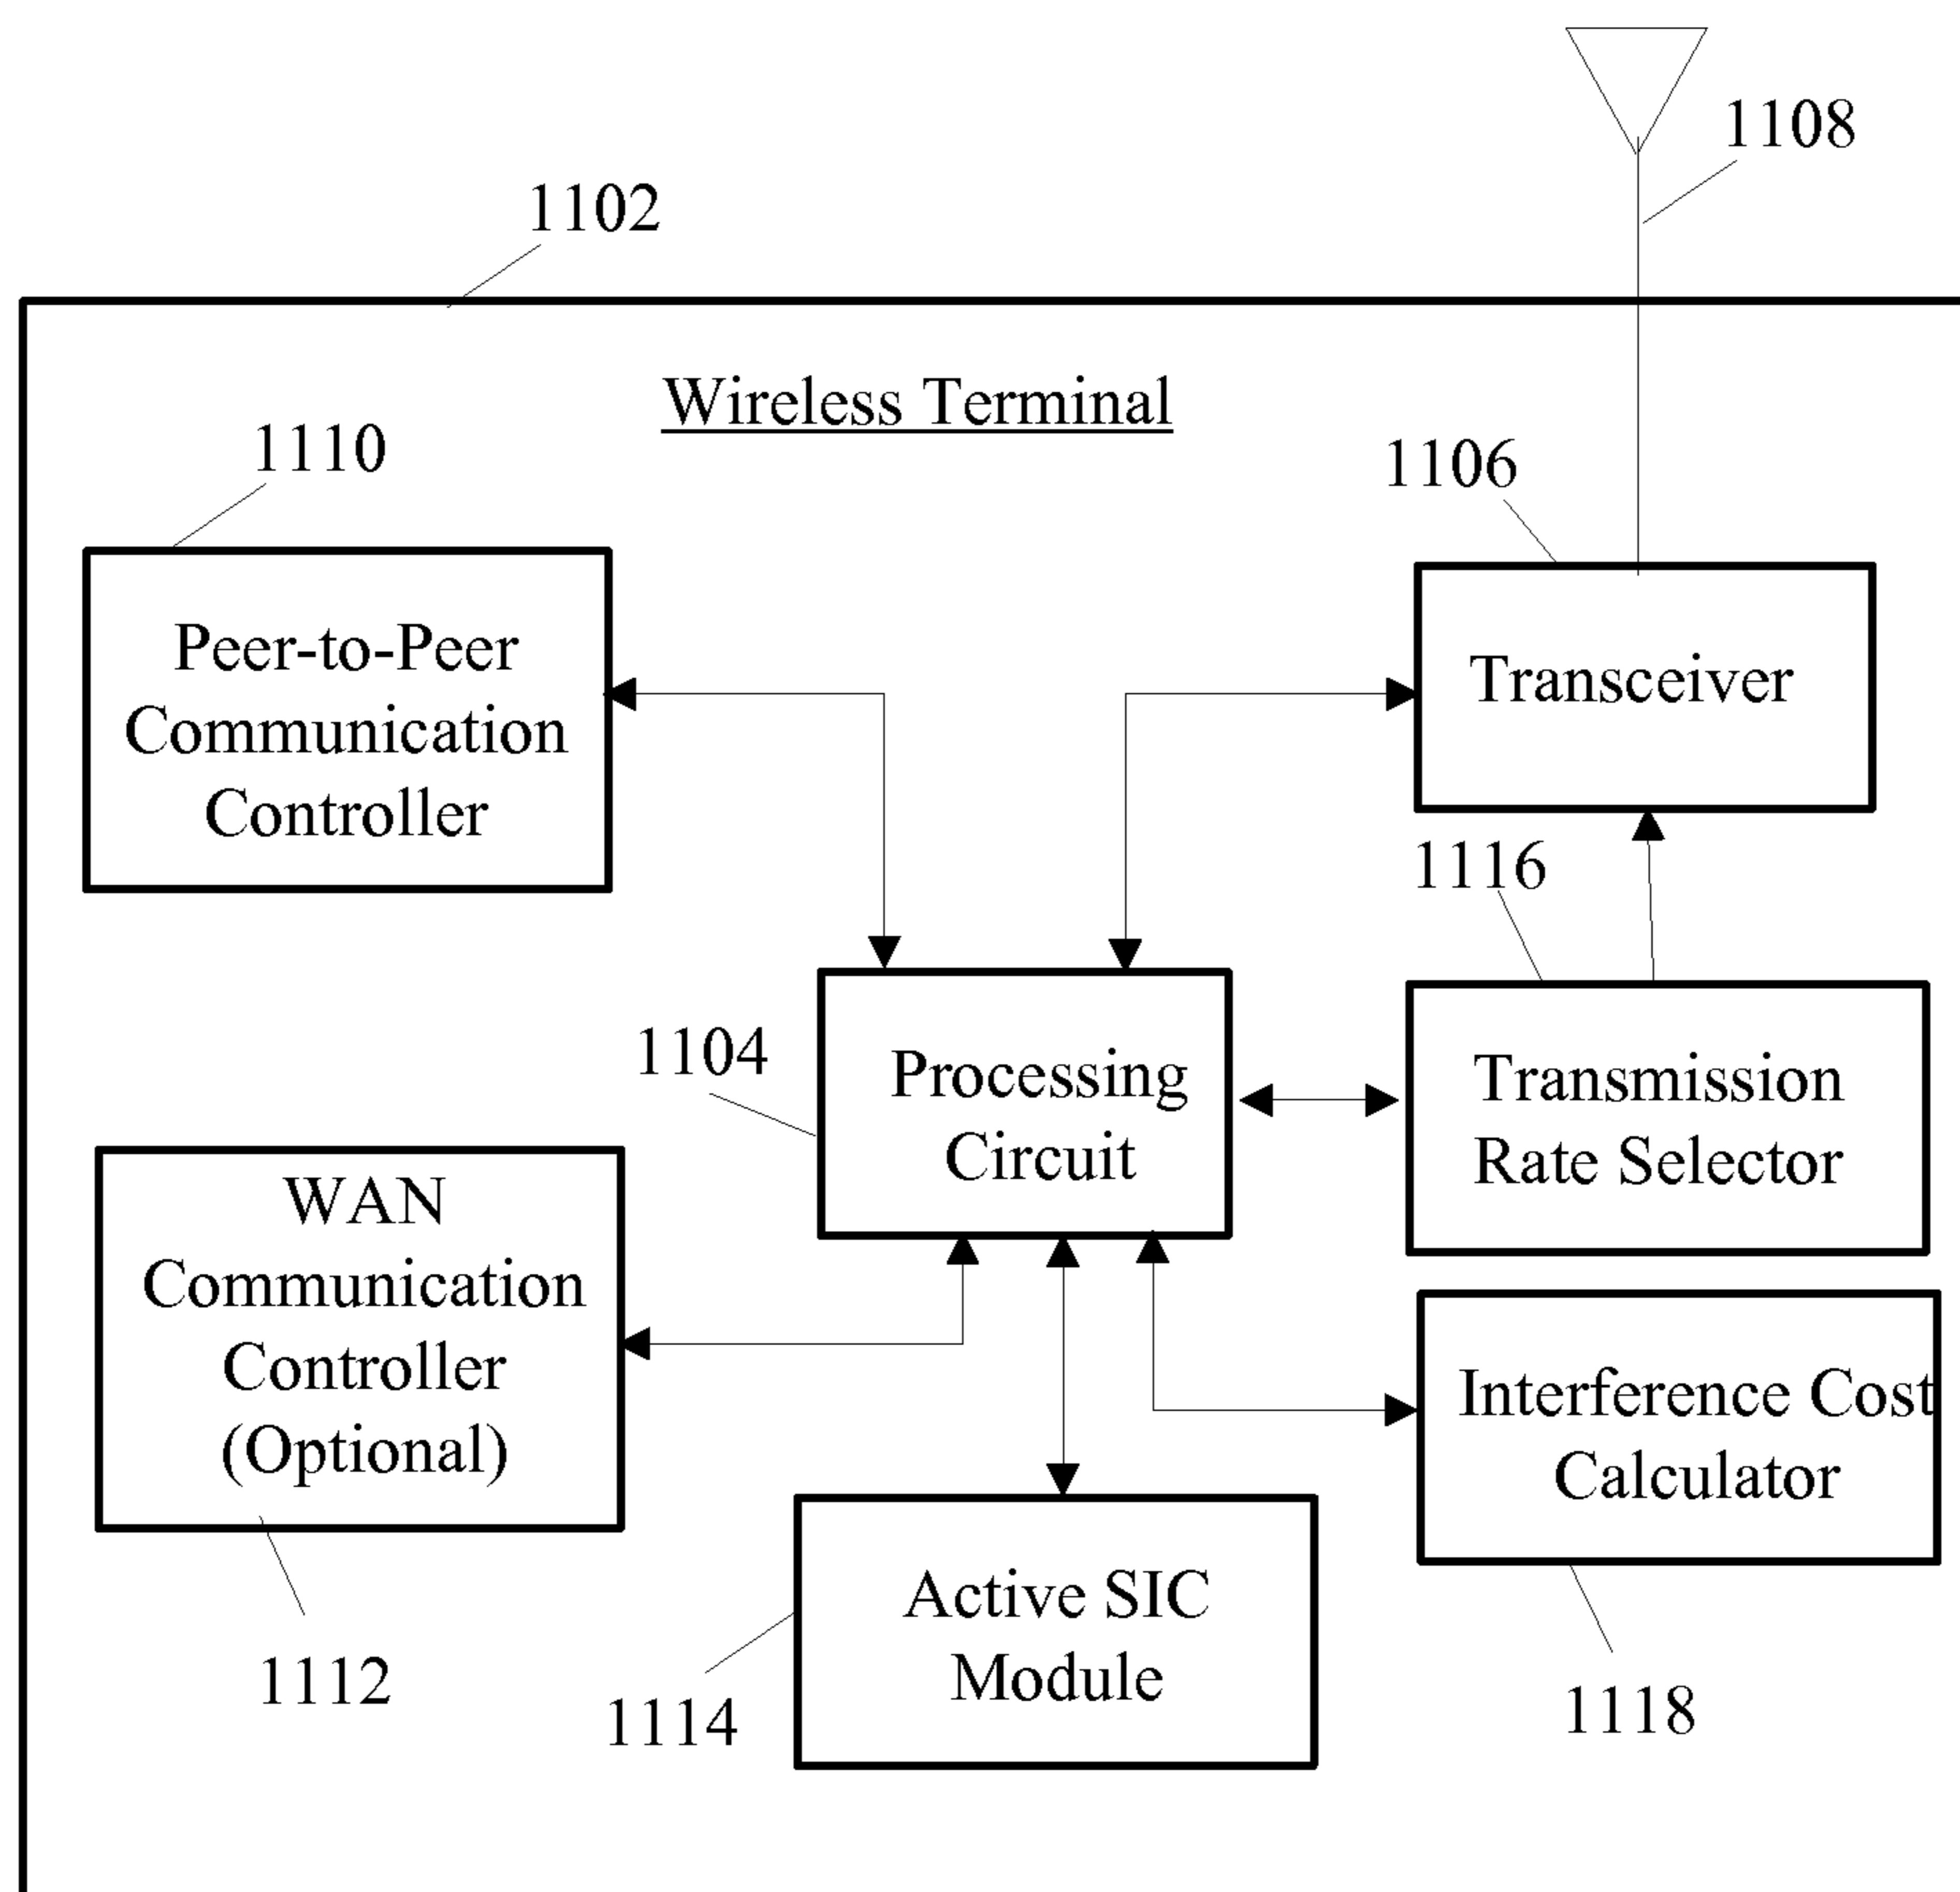 1108
1102
Wireless Terminal
1110
1106
Peer-to-Peer
Communication
Controller
Transceiver
1116
1104
Processing
Circuit
Transmission
Rate Selector
WAN
Communication
Controller
(Optional)
Interference Cost
Calculator
Active SIC
Module
1112
1114
1118